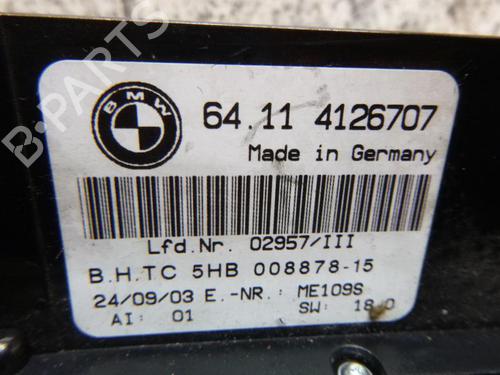 B-PARTS
BMW
64.11 4126707
Made in Germany
Lfd.Nr. 02957/III
B.H.TC 5HB 008878-15
24/09/03 E.-NR.: ME109S
AI: 01 SW: 18.0